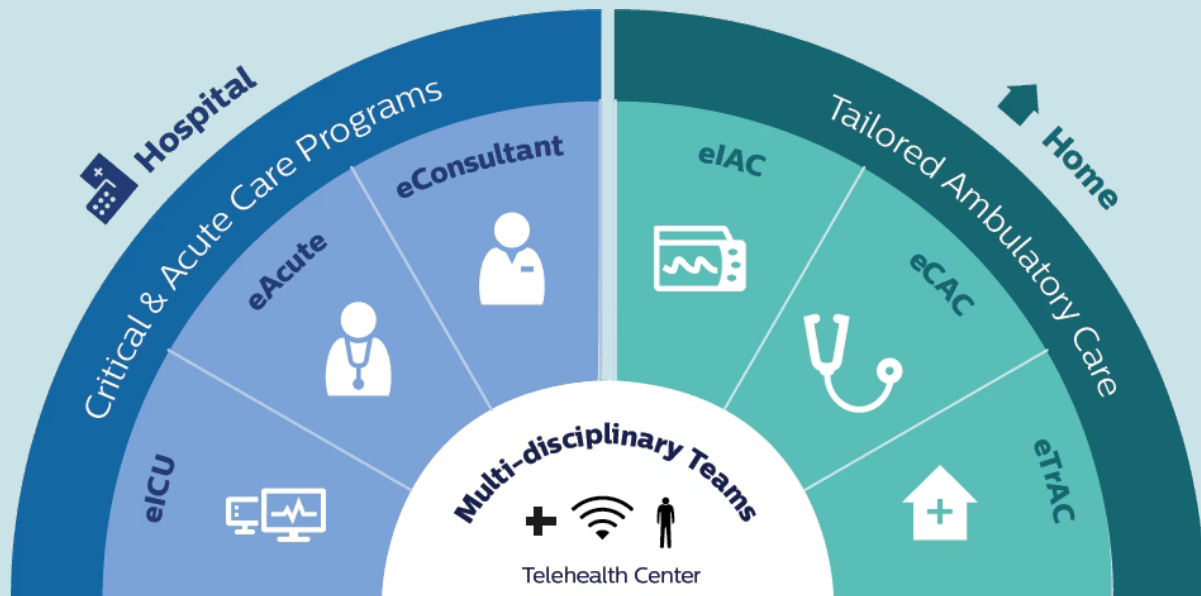 Hospital
Critical & Acute Care Programs
eICU
eAcute
eConsultant
Home
Tailored Ambulatory Care
eIAC
eCAC
eTrAC
Multi-disciplinary Teams
Telehealth Center